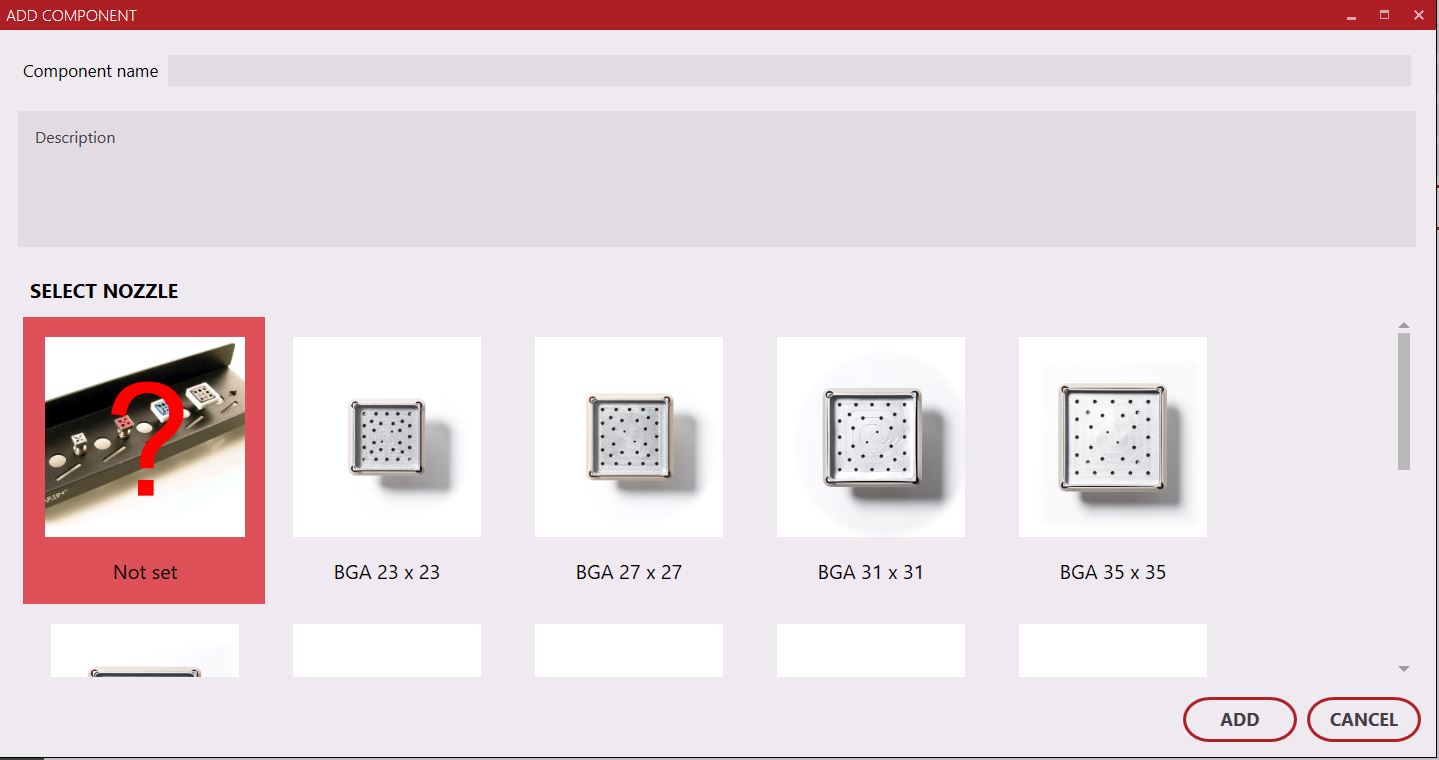 ADD COMPONENT
Component name
Description
SELECT NOZZLE
Not set
BGA 23 x 23
BGA 27 x 27
BGA 31 x 31
BGA 35 x 35
ADD
CANCEL